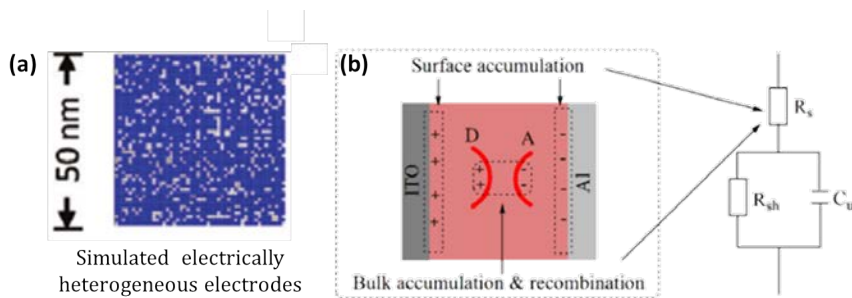 (a)
50 nm
Simulated electrically
heterogeneous electrodes
(b)
Surface accumulation
ITO
+
+
+
+
D
A
+
+
-
-
-
-
-
-
Al
Bulk accumulation & recombination
Rs
Rsh
Cu